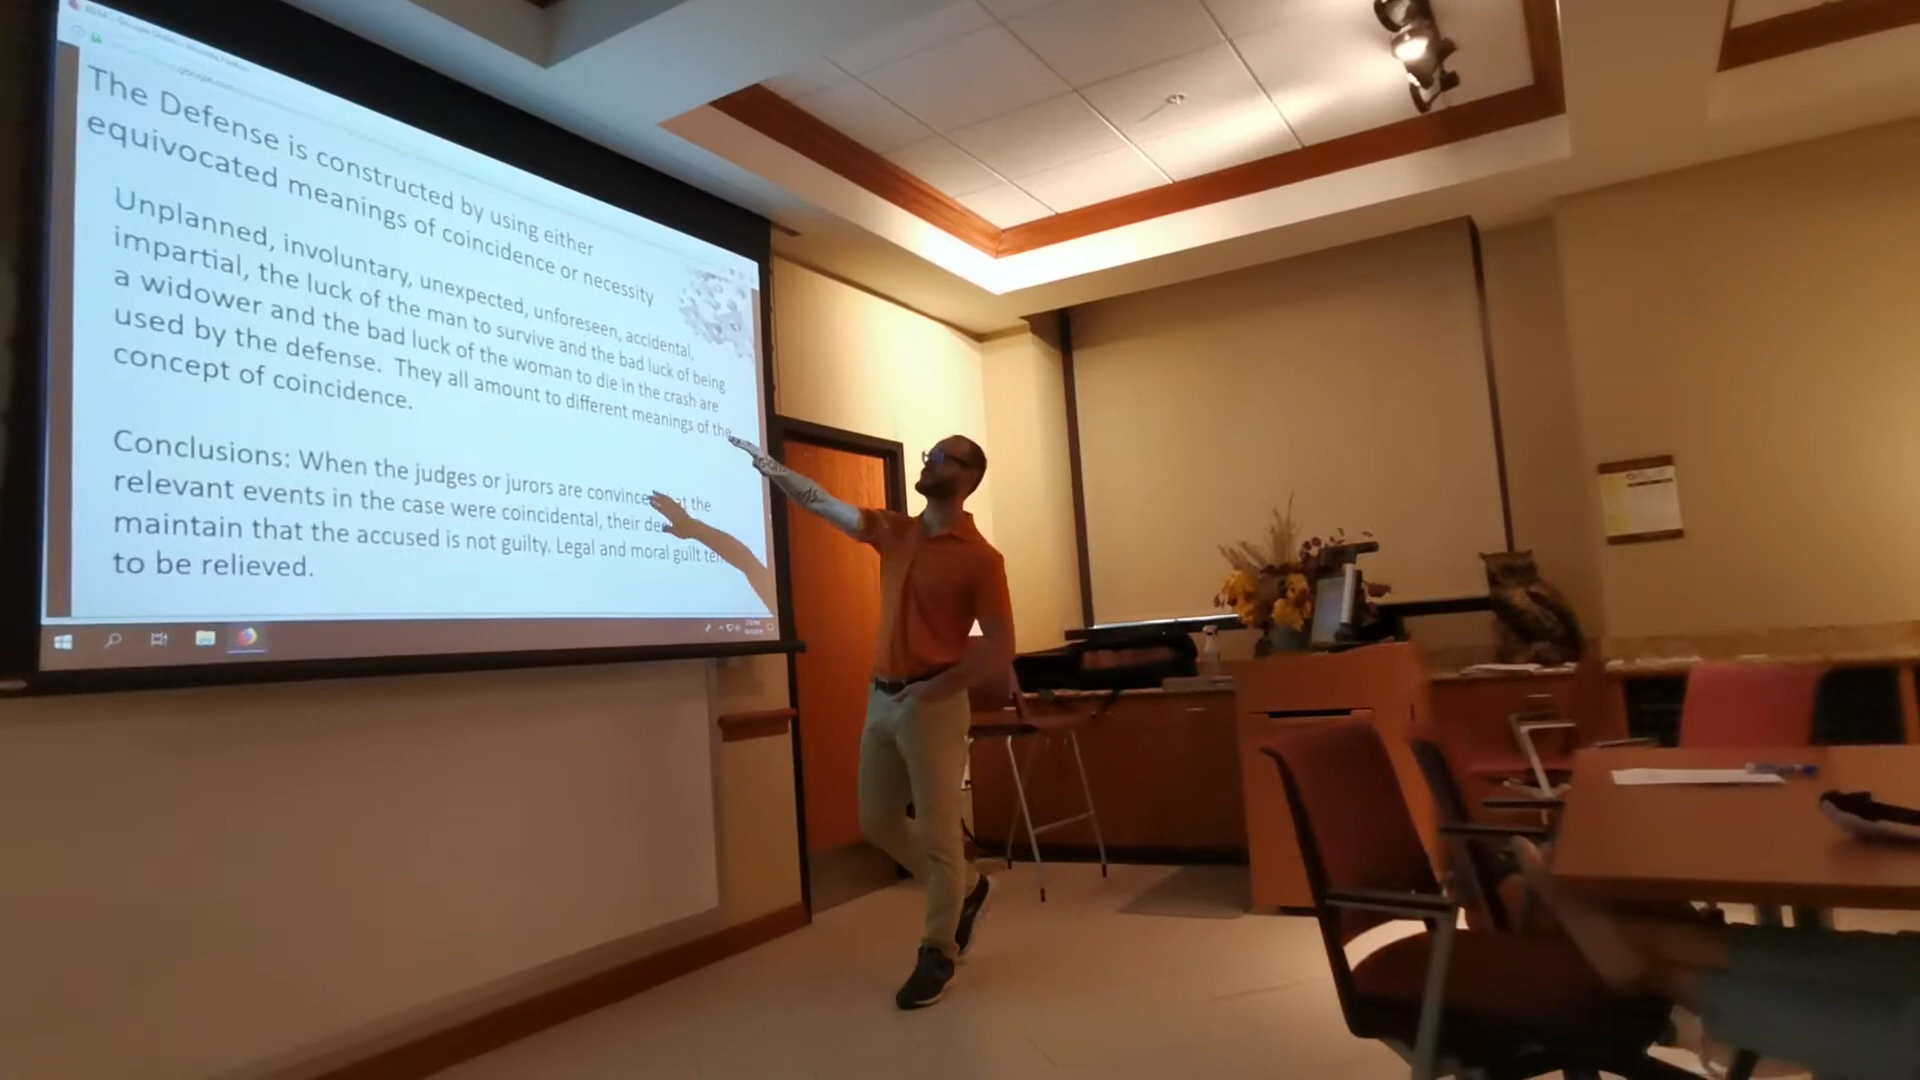 The Defense is constructed by using either
equivocated meanings of coincidence or necessity
Unplanned, involuntary, unexpected, unforeseen, accidental,
impartial, the luck of the man to survive and the bad luck of being
a widower and the bad luck of the woman to die in the crash are
used by the defense. They all amount to different meanings of the
concept of coincidence.
Conclusions: When the judges or jurors are convinced the
relevant events in the case were coincidental, their
maintain that the accused is not guilty. Legal and moral guilt
to be relieved.